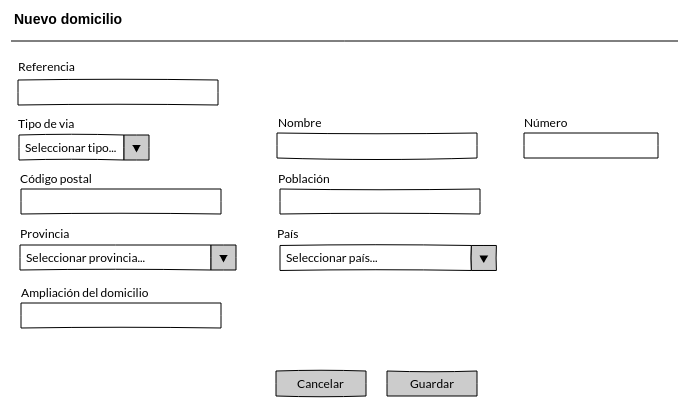 Nuevo domicilio
Referencia
Tipo de via
Nombre
Número
Seleccionar tipo...
Código postal
Población
Provincia
País
Seleccionar provincia...
Seleccionar país...
Ampliación del domicilio
Cancelar
Guardar